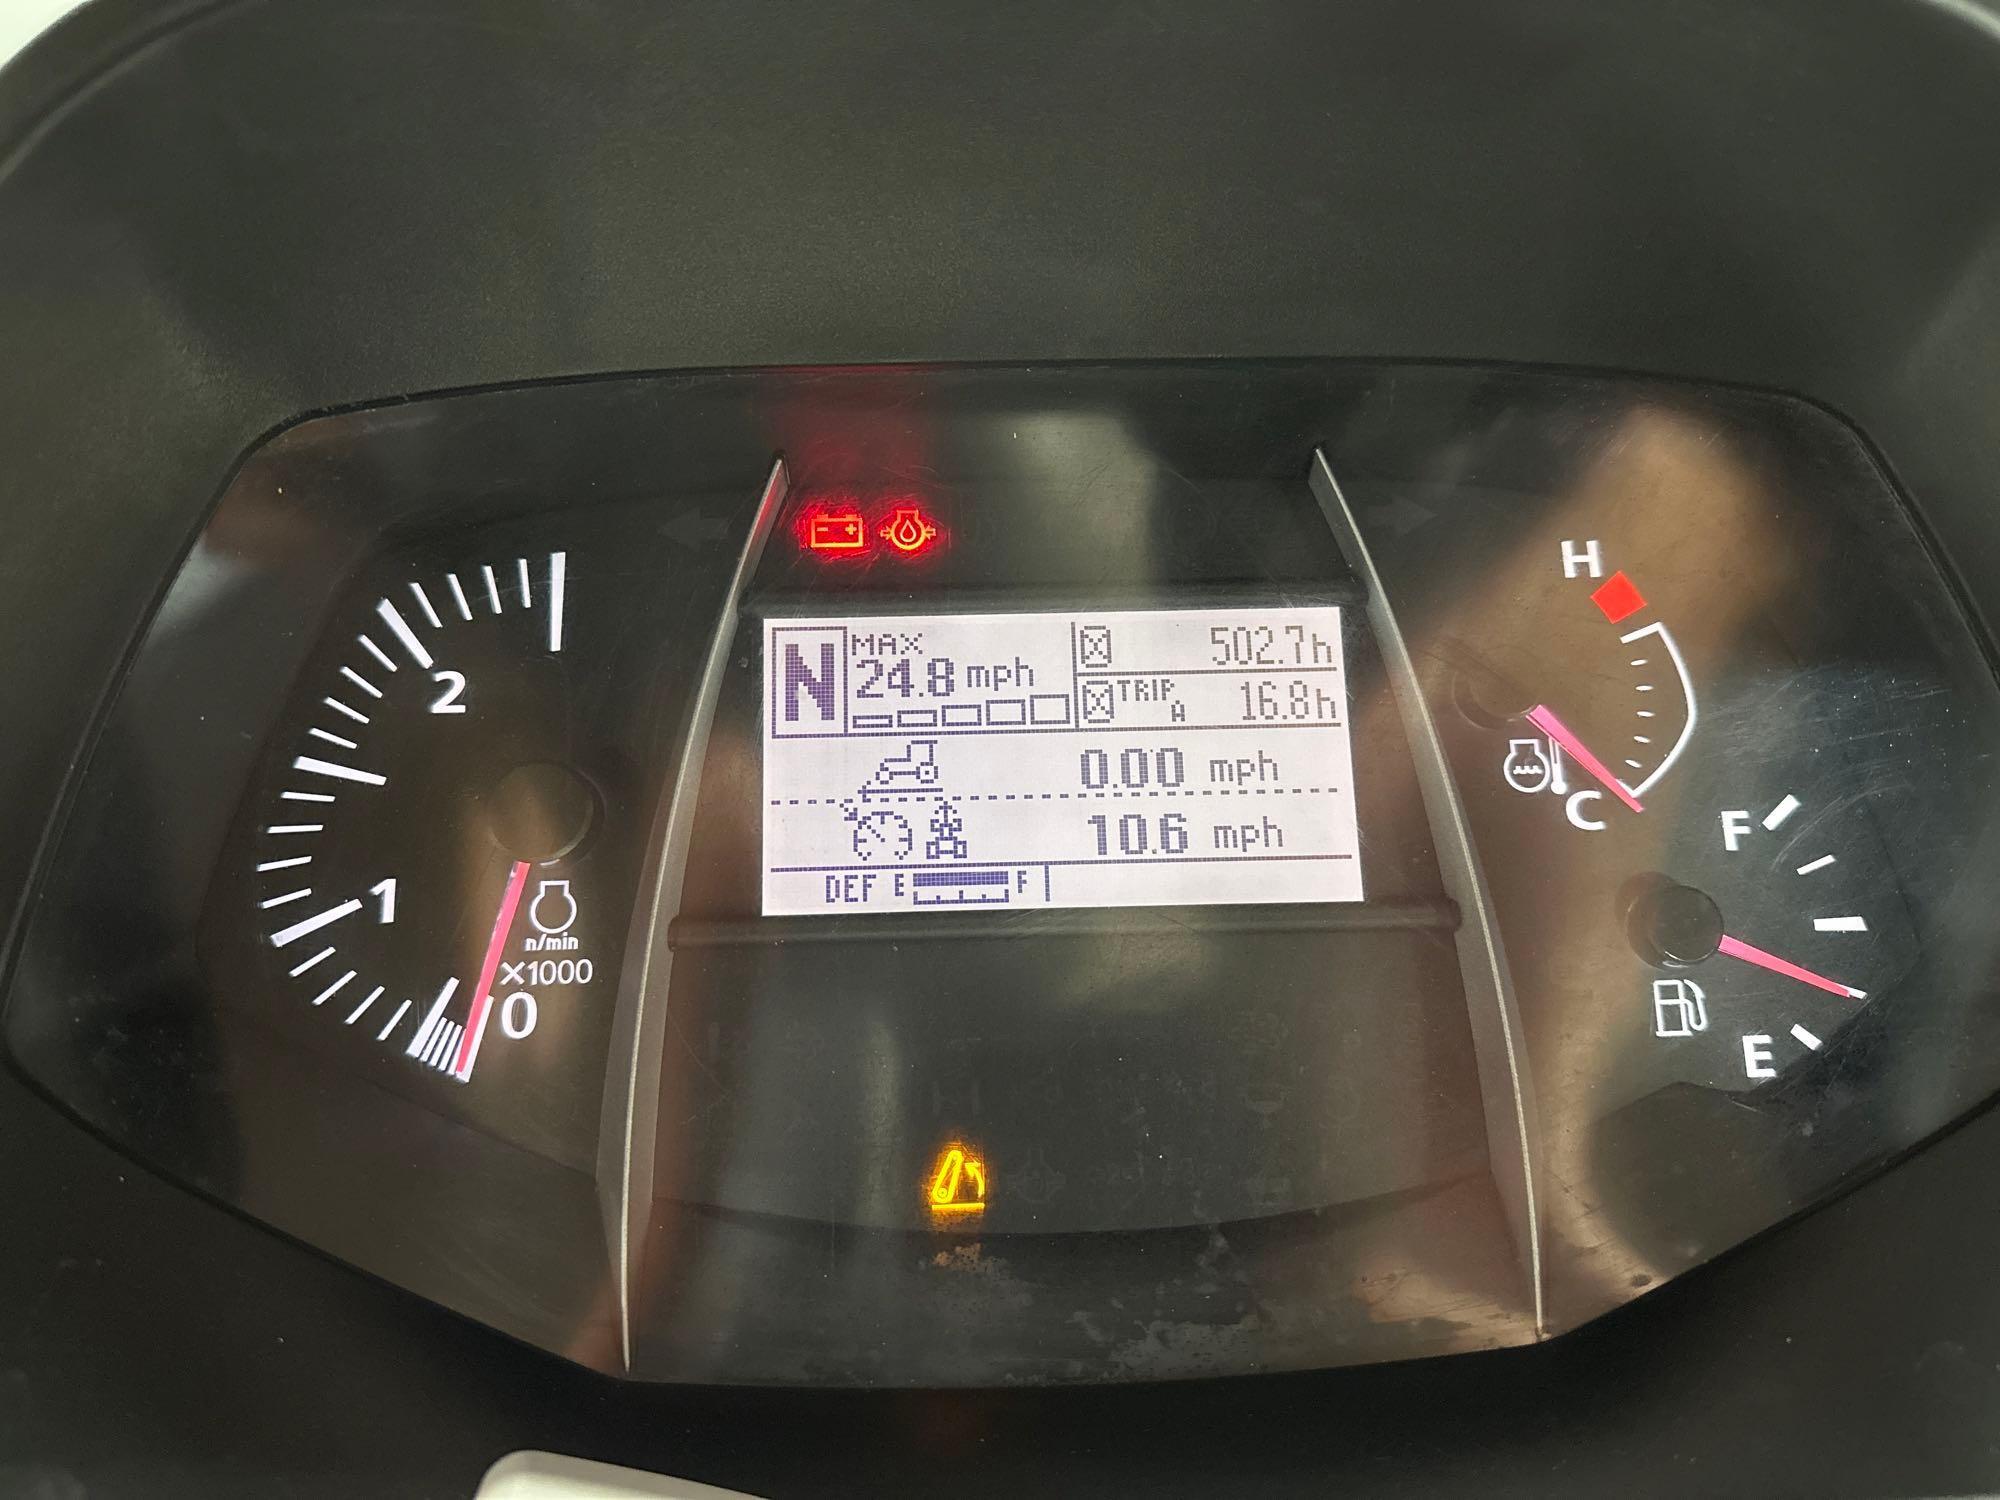 2
1
n/min
X1000
0
N
MAX
24.8 mph
502.7h
TRIP A
16.8h
0.00 mph
10.6 mph
DEF E F
H
C
F
E